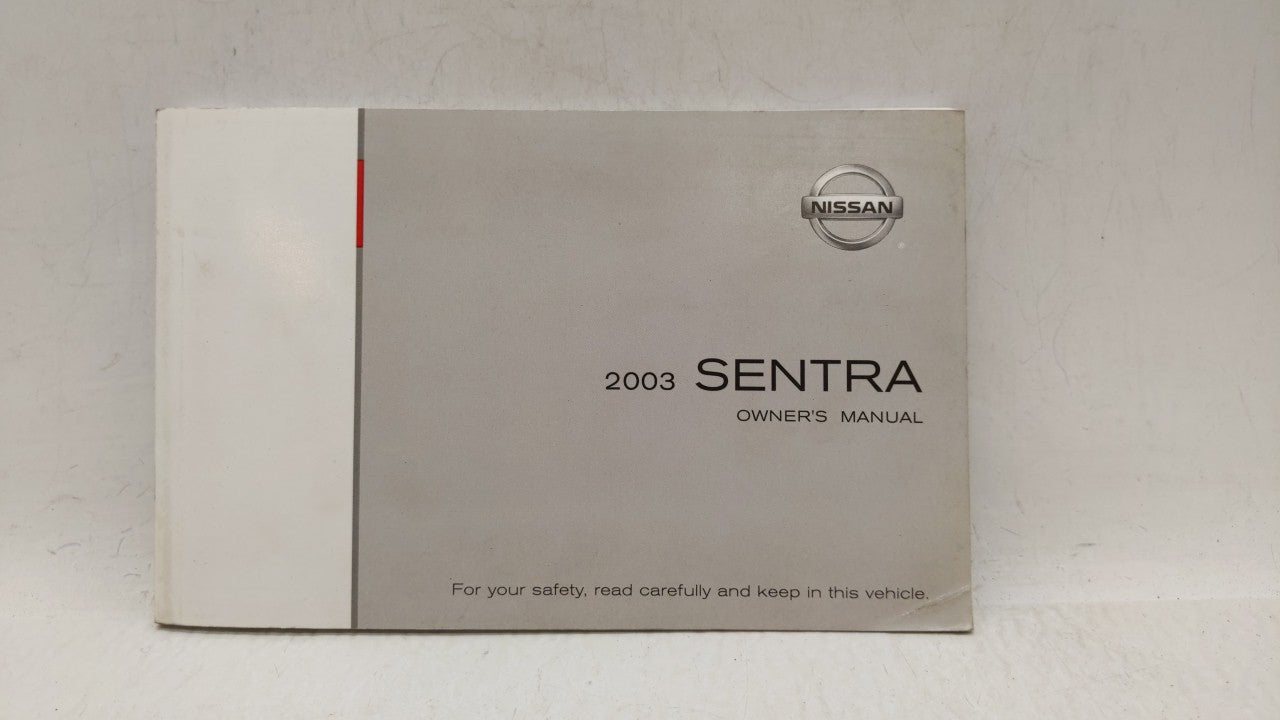 NISSAN
2003 SENTRA
OWNER'S MANUAL
For your safety, read carefully and keep in this vehicle.